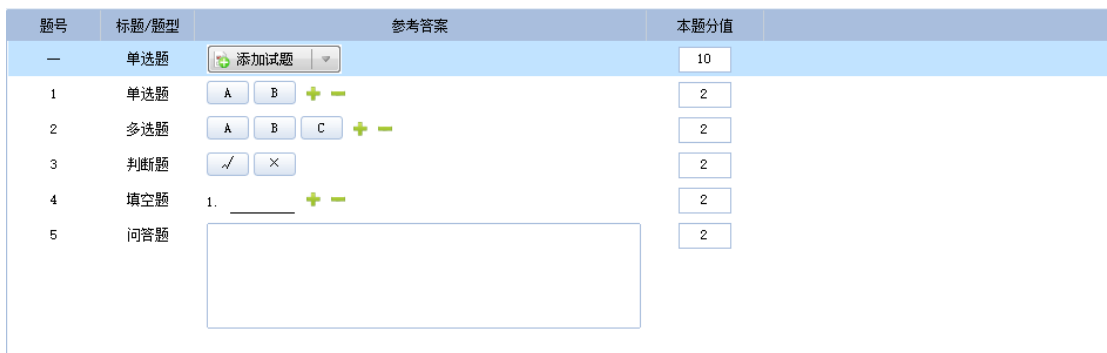 题号 标题/题型 参考答案 本题分值
一 单选题 添加试题 10
1 单选题 A B 2
2 多选题 A B C 2
3 判断题 √ × 2
4 填空题 1. 2
5 问答题 2